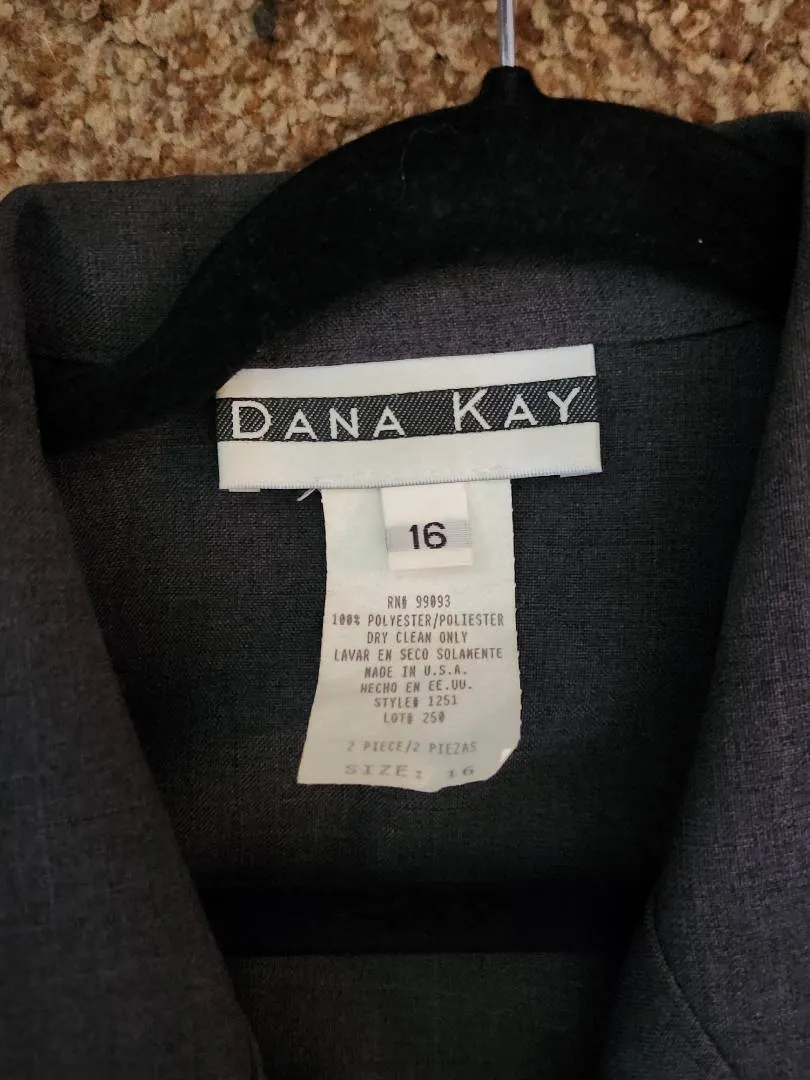 DANA KAY
16
RN# 99093
100% POLYESTER/POLIESTER
DRY CLEAN ONLY
LAVAR EN SECO SOLAMENTE
MADE IN U.S.A.
HECHO EN EE.UU.
STYLE# 1251
LOT# 250
2 PIECE/2 PIEZAS
SIZE: 16